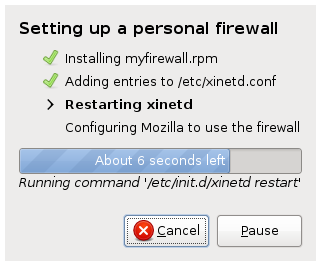 Setting up a personal firewall
Installing myfirewall.rpm
Adding entries to /etc/xinetd.conf
Restarting xinetd
Configuring Mozilla to use the firewall
About 6 seconds left
Running command '/etc/init.d/xinetd restart'
Cancel
Pause